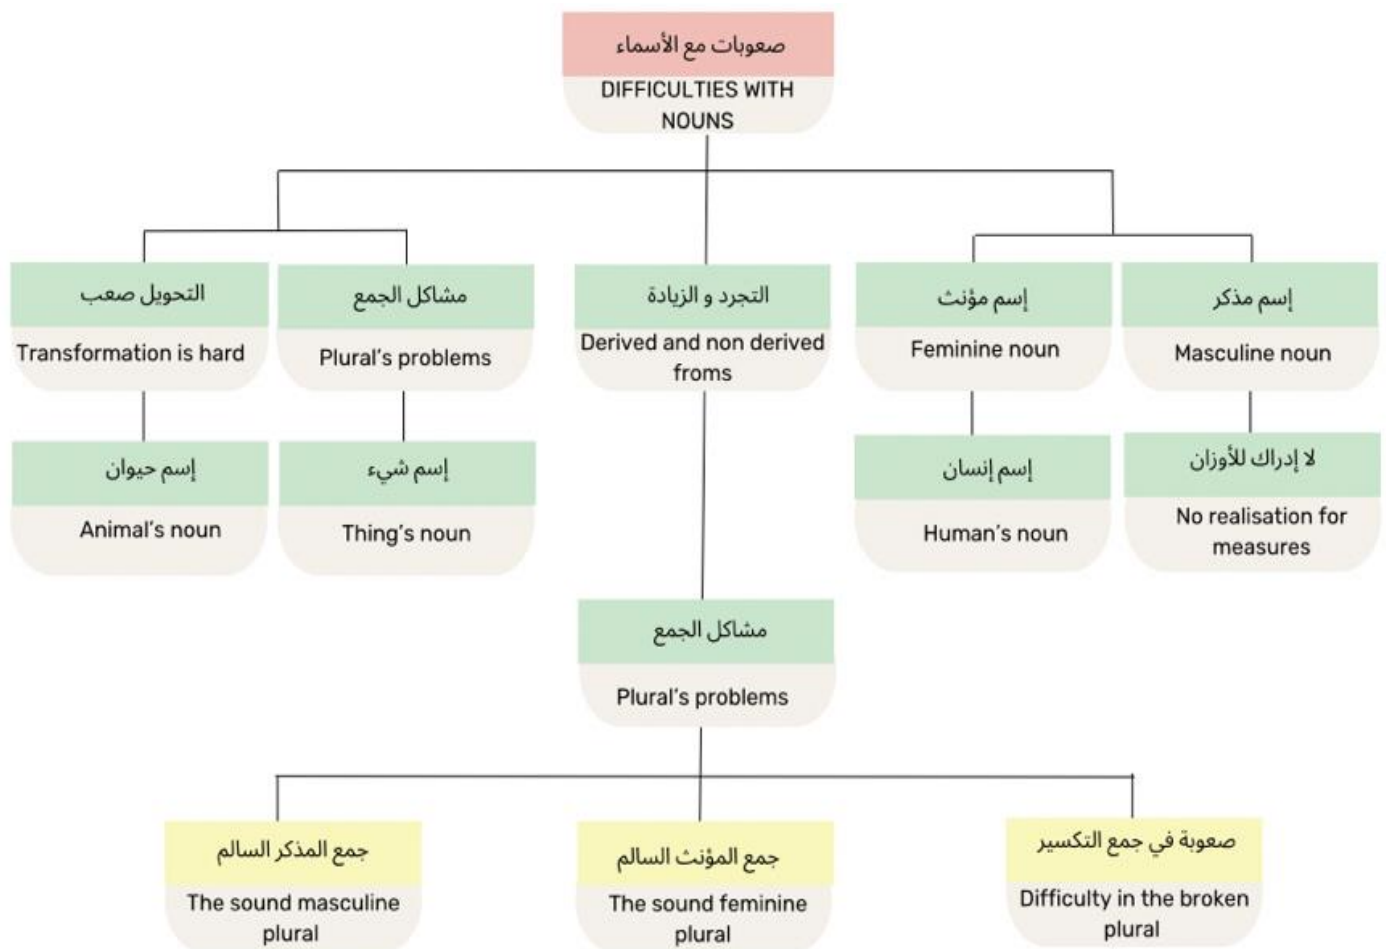 صعوبات مع الأسماء
DIFFICULTIES WITH
NOUNS
التحويل صعب
Transformation is hard
مشاكل الجمع
Plural's problems
التجرد و الزيادة
Derived and non derived
froms
إسم مؤنث
Feminine noun
إسم مذكر
Masculine noun
إسم حيوان
Animal's noun
إسم شيء
Thing's noun
إسم إنسان
Human's noun
لا إدراك للأوزان
No realisation for
measures
مشاكل الجمع
Plural's problems
جمع المذكر السالم
The sound masculine
plural
جمع المؤنث السالم
The sound feminine
plural
صعوبة في جمع التكسير
Difficulty in the broken
plural